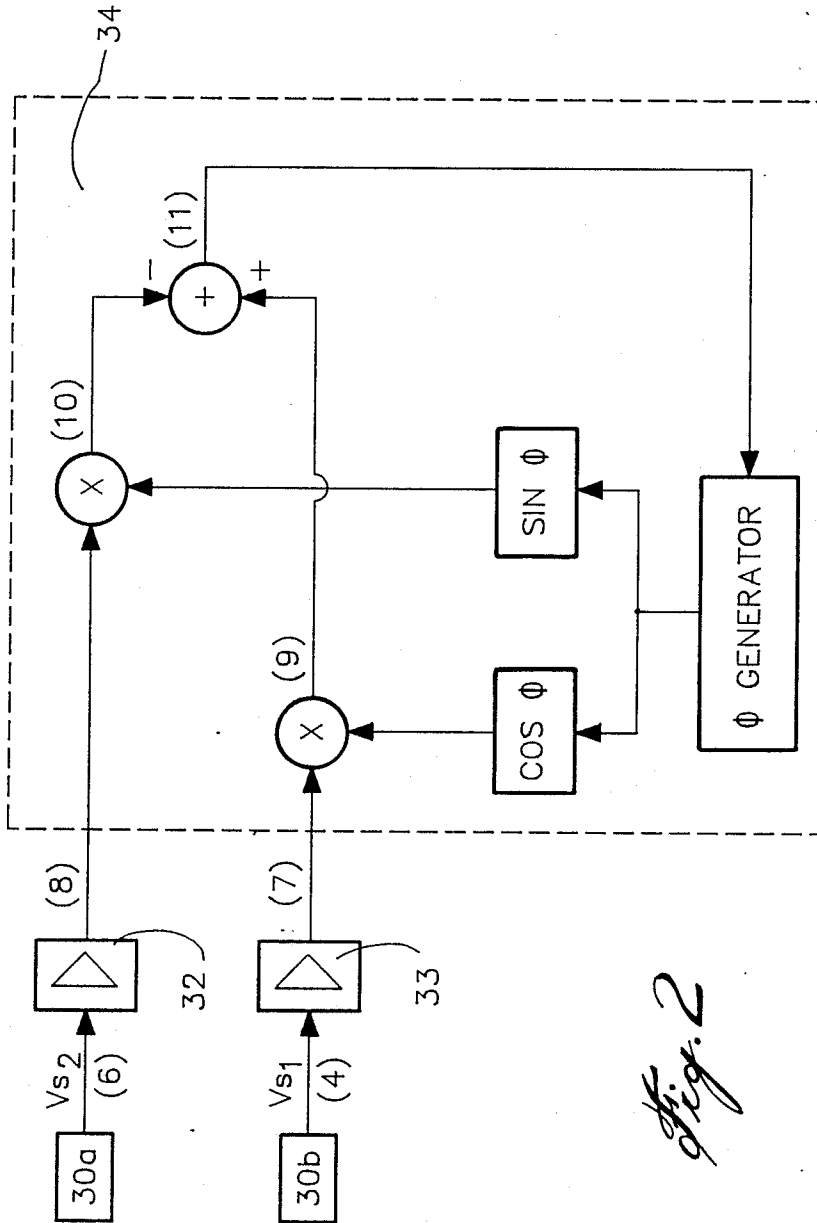 34
(11)
−
+
+
(10)
X
(9)
X
SIN Φ
COS Φ
Φ GENERATOR
(8)
(7)
32
33
Vs2
(6)
Vs1
(4)
30a
30b
Fig. 2